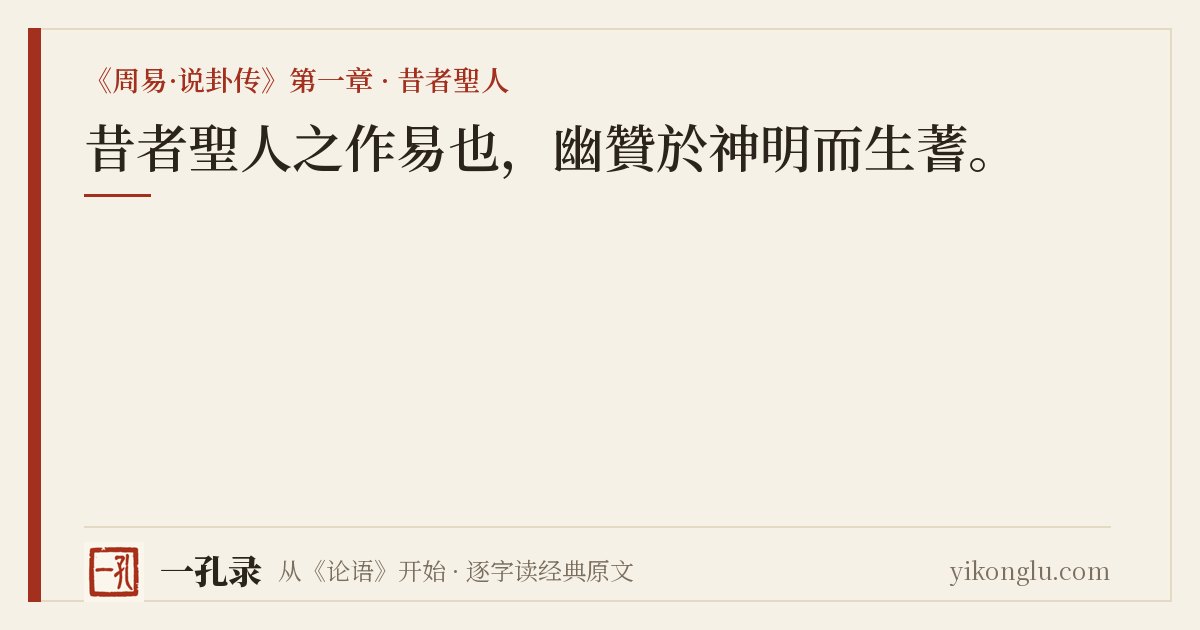 《周易·说卦传》第一章 · 昔者聖人
昔者聖人之作易也，幽贊於神明而生蓍。
一孔
一孔录 从《论语》开始 · 逐字读经典原文 yikonglu.com